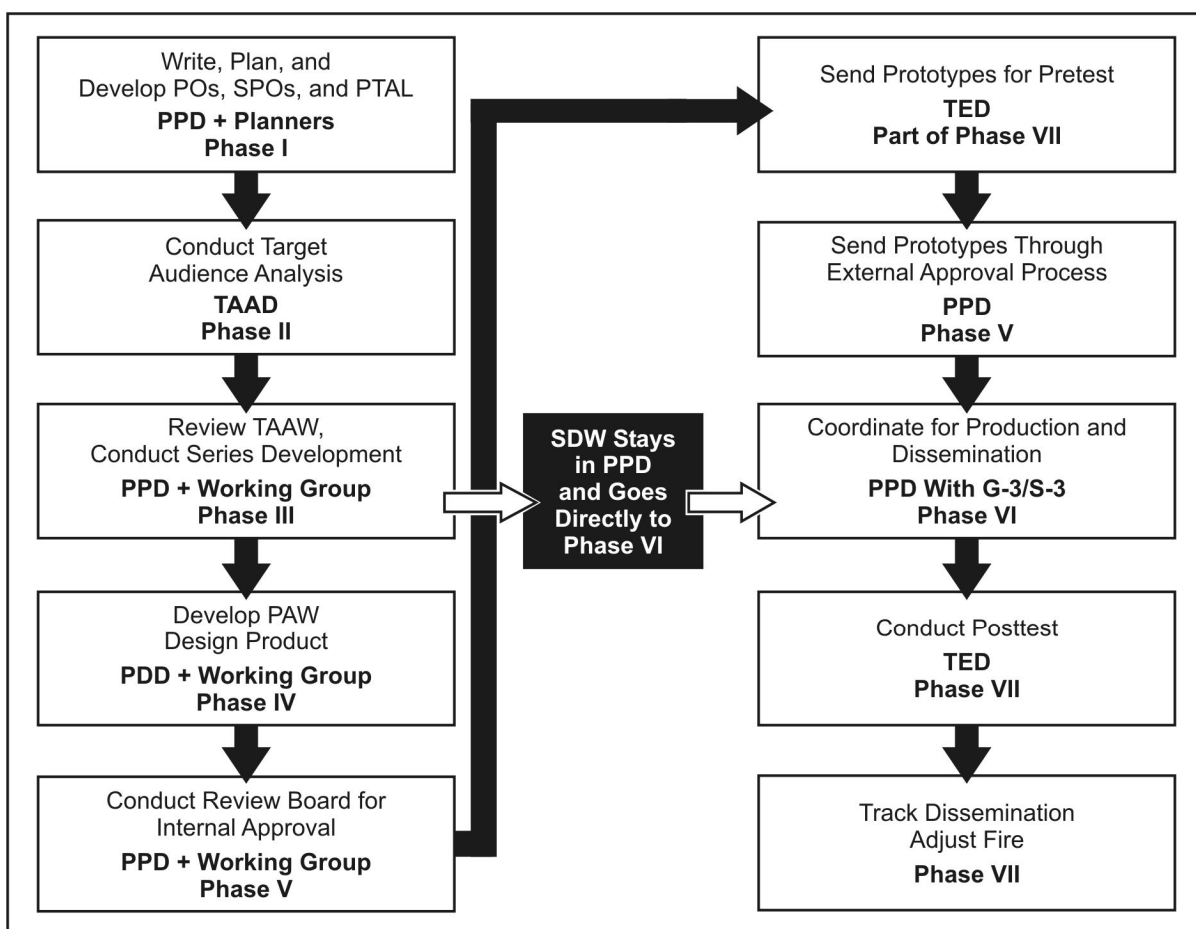 Write, Plan, and
Develop POs, SPOs, and PTAL
PPD + Planners
Phase I
Conduct Target
Audience Analysis
TAAD
Phase II
Review TAAW,
Conduct Series Development
PPD + Working Group
Phase III
Develop PAW
Design Product
PDD + Working Group
Phase IV
Conduct Review Board for
Internal Approval
PPD + Working Group
Phase V
SDW Stays
in PPD
and Goes
Directly to
Phase VI
Send Prototypes for Pretest
TED
Part of Phase VII
Send Prototypes Through
External Approval Process
PPD
Phase V
Coordinate for Production and
Dissemination
PPD With G-3/S-3
Phase VI
Conduct Posttest
TED
Phase VII
Track Dissemination
Adjust Fire
Phase VII